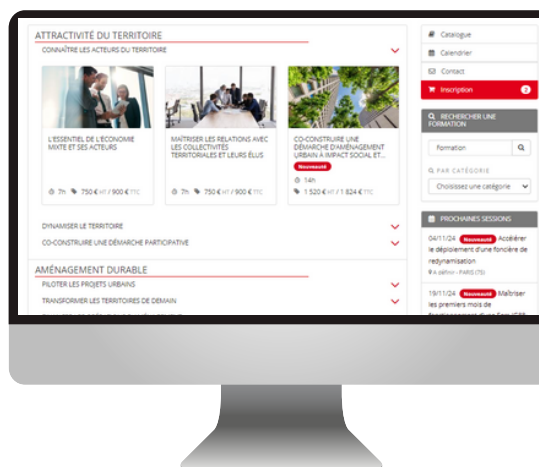 ATTRACTIVITÉ DU TERRITOIRE
CONNAÎTRE LES ACTEURS DU TERRITOIRE
L'ESSENTIEL DE L'ÉCONOMIE
MIXTE ET SES ACTEURS
7h 750 € HT / 900 € TTC
MAÎTRISER LES RELATIONS AVEC
LES COLLECTIVITÉS
TERRITORIALES ET LEURS ÉLUS
7h 750 € HT / 900 € TTC
CO-CONSTRUIRE UNE
DÉMARCHE D'AMÉNAGEMENT
URBAIN À IMPACT SOCIAL ET...
Nouveauté
14h
1 520 € HT / 1 824 € TTC
DYNAMISER LE TERRITOIRE
CO-CONSTRUIRE UNE DÉMARCHE PARTICIPATIVE
AMÉNAGEMENT DURABLE
PILOTER LES PROJETS URBAINS
TRANSFORMER LES TERRITOIRES DE DEMAIN
Catalogue
Calendrier
Contact
Inscription 2
RECHERCHER UNE
FORMATION
Formation
PAR CATÉGORIE
Choisissez une catégorie
PROCHAINES SESSIONS
04/11/24 Nouveauté Accélérer
le déploiement d'une foncière de
redynamisation
A définir - PARIS (75)
19/11/24 Nouveauté Maîtriser
les premiers mois de